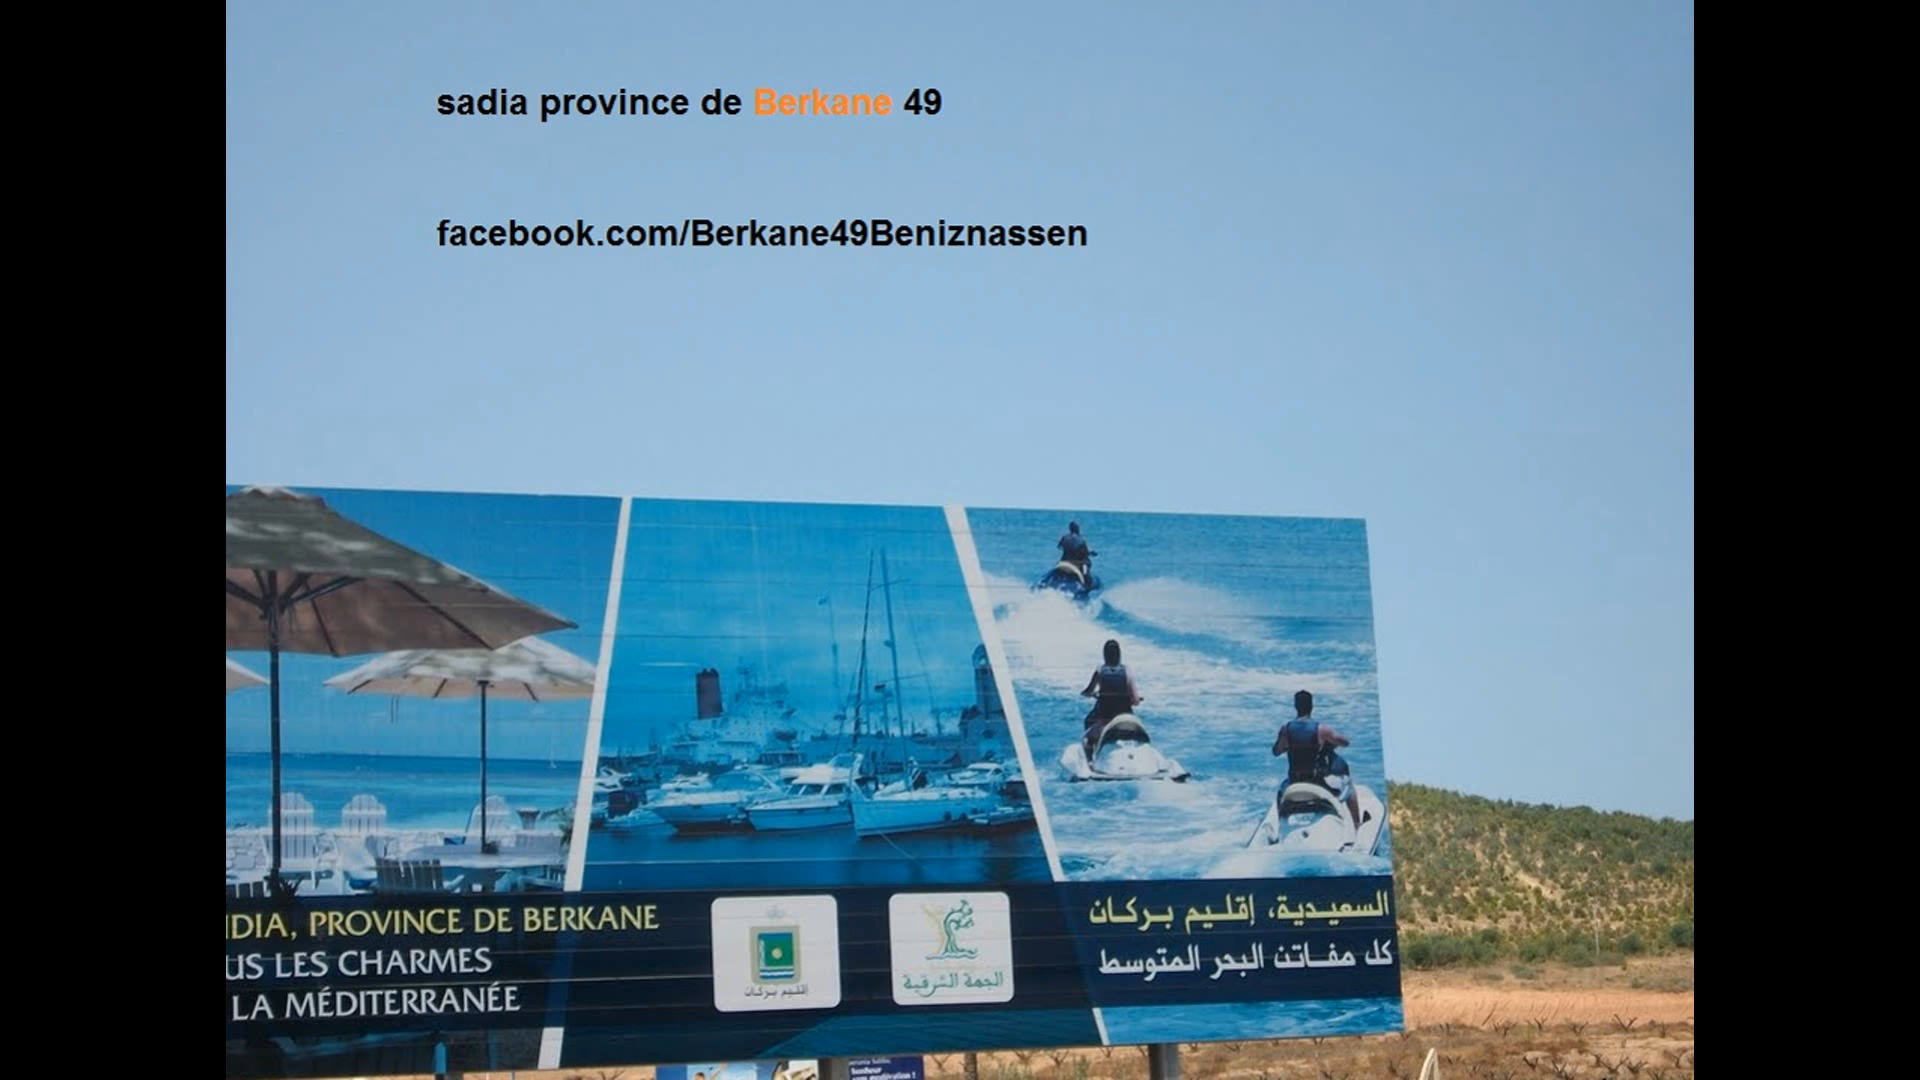 sadia province de Berkane 49
facebook.com/Berkane49Beniznassen
IDIA, PROVINCE DE BERKANE
US LES CHARMES
LA MÉDITERRANÉE
إقليم بركان
الجهة الشرقية
السعيدية، إقليم بركان
كل مفاتن البحر المتوسط